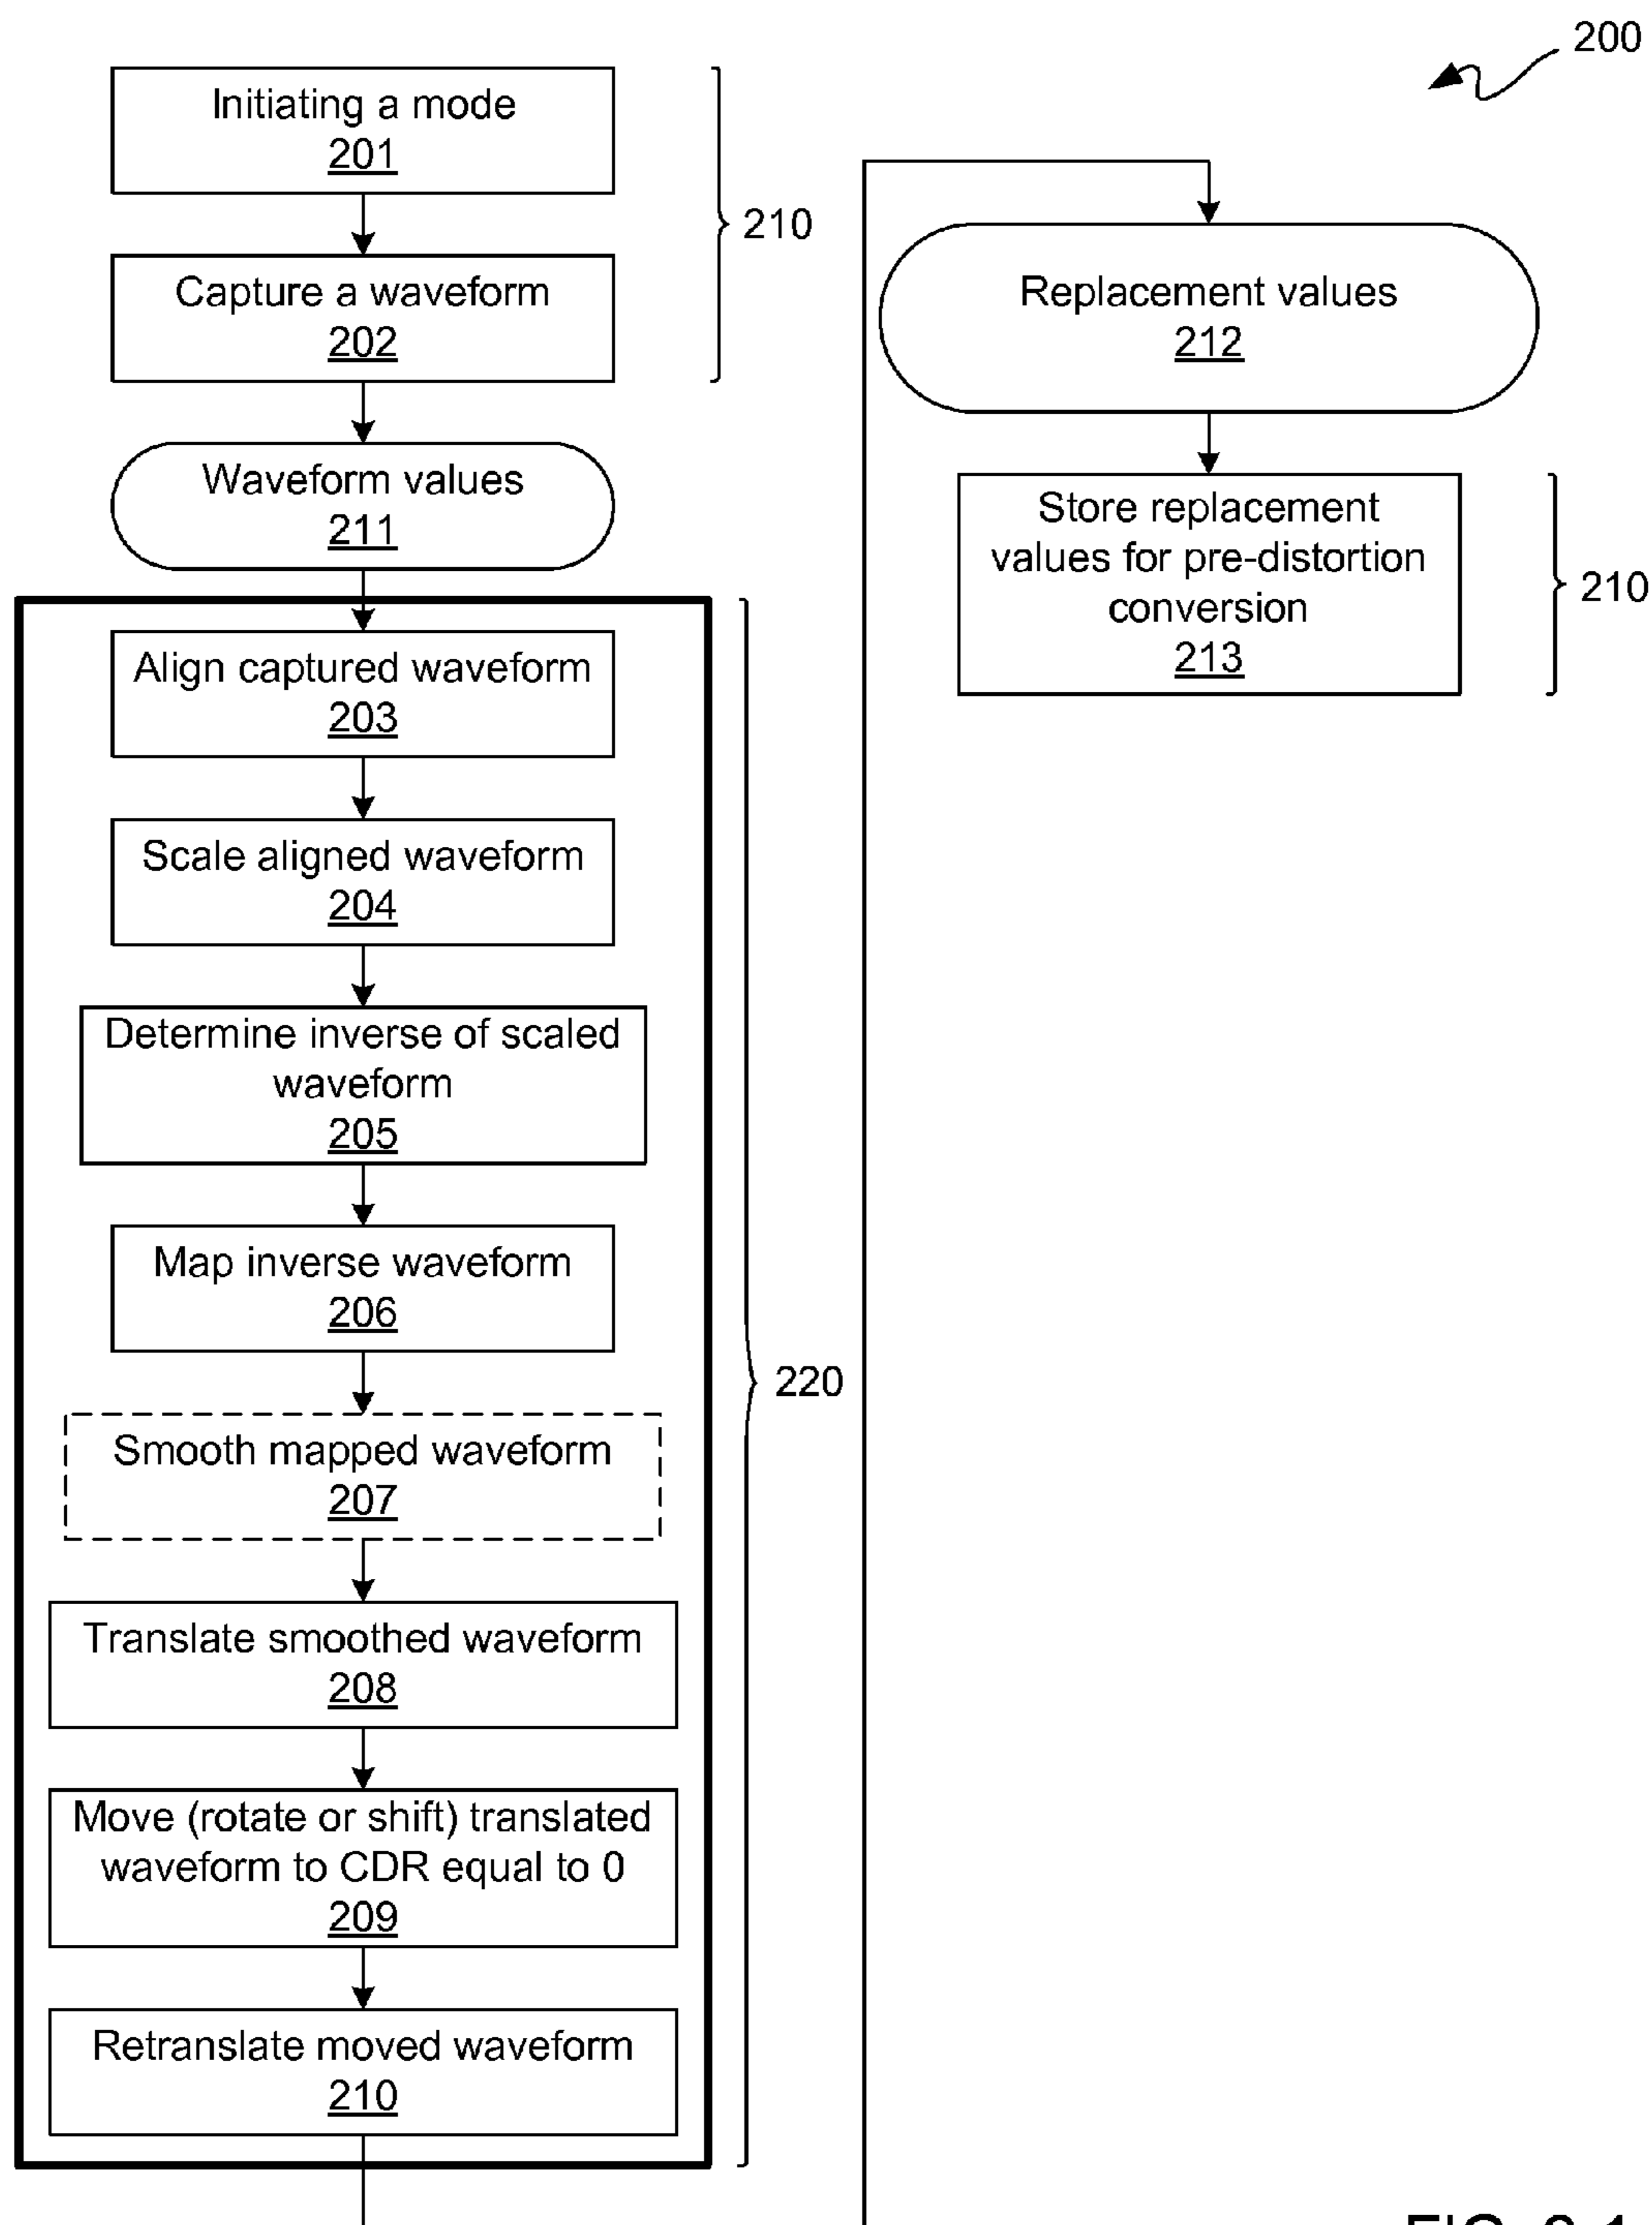 200
Initiating a mode
201
210
Capture a waveform
202
Waveform values
211
Align captured waveform
203
Scale aligned waveform
204
Determine inverse of scaled
waveform
205
Map inverse waveform
206
220
Smooth mapped waveform
207
Translate smoothed waveform
208
Move (rotate or shift) translated
waveform to CDR equal to 0
209
Retranslate moved waveform
210
Replacement values
212
Store replacement
values for pre-distortion
conversion
213
210